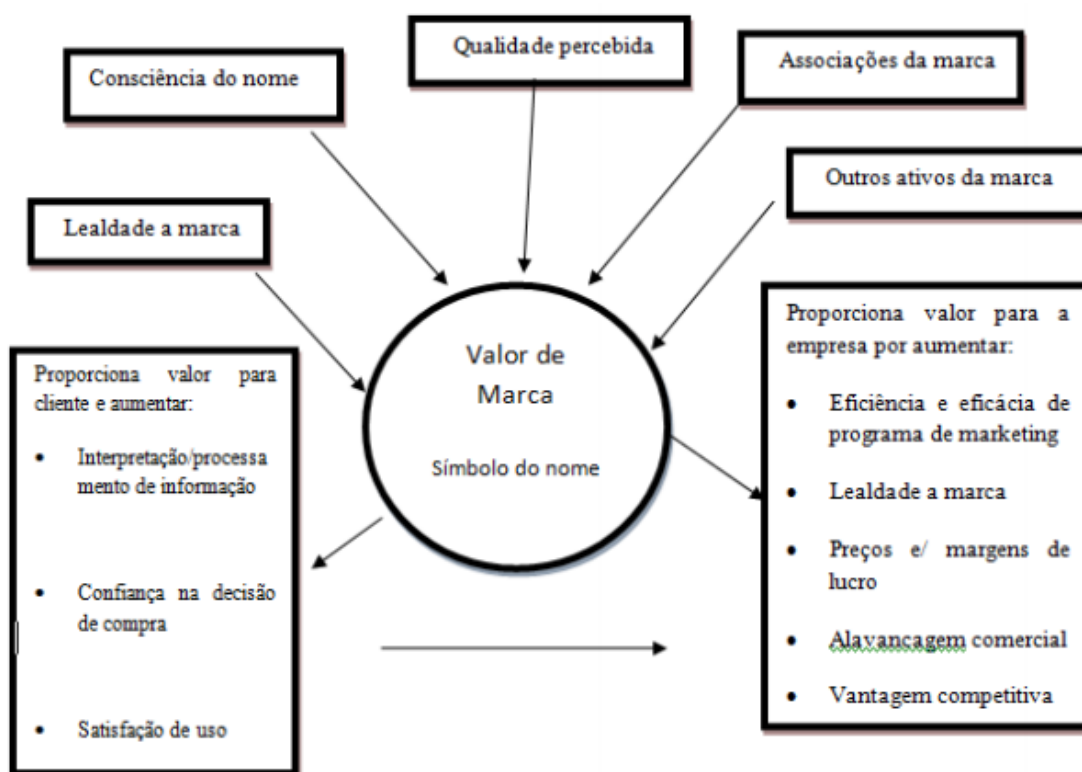 Qualidade percebida
Consciência do nome
Associações da marca
Outros ativos da marca
Lealdade a marca
Valor de
Marca
Símbolo do nome
Proporciona valor para
cliente e aumentar:
• Interpretação/processa
mento de informação
• Confiança na decisão
de compra
• Satisfação de uso
Proporciona valor para a
empresa por aumentar:
• Eficiência e eficácia de
programa de marketing
• Lealdade a marca
• Preços e/ margens de
lucro
• Alavancagem comercial
• Vantagem competitiva